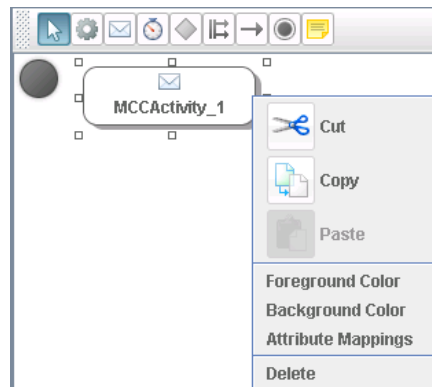 MCCActivity_1
Cut
Copy
Paste
Foreground Color
Background Color
Attribute Mappings
Delete